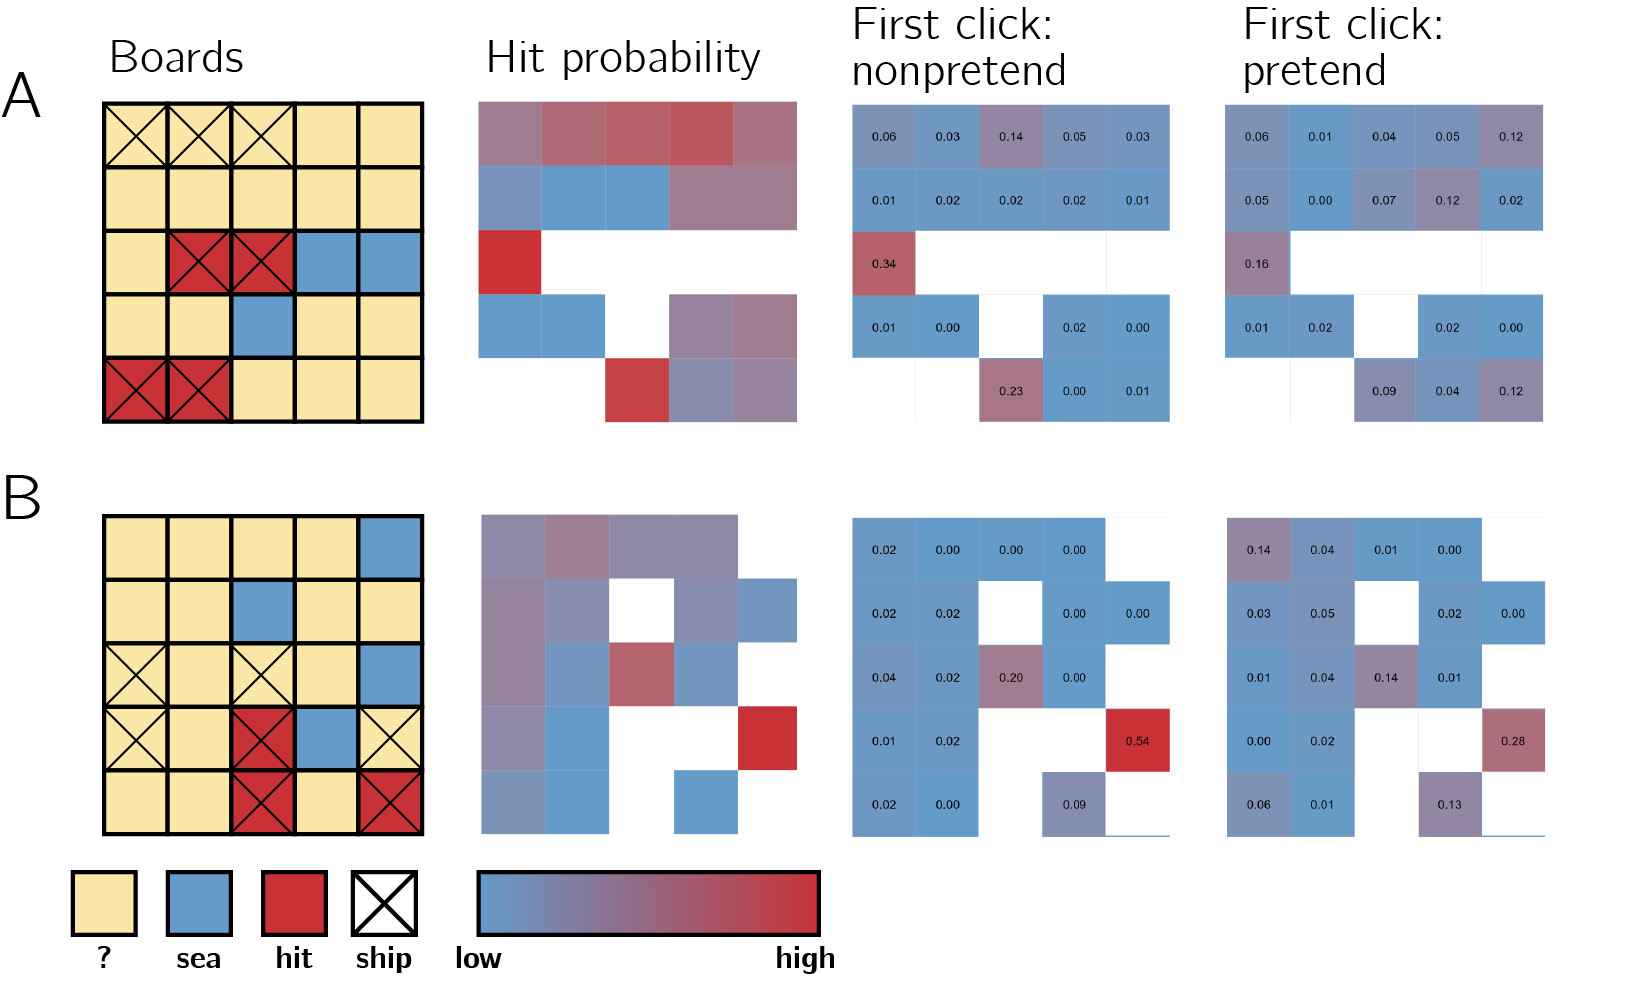 A
Boards
Hit probability
First click:
nonpretend
First click:
pretend
0.06 0.03 0.14 0.05 0.03
0.01 0.02 0.02 0.02 0.01
0.34
0.01 0.00 0.02 0.00
0.23 0.00 0.01
0.06 0.01 0.04 0.05 0.12
0.05 0.00 0.07 0.12 0.02
0.16
0.01 0.02 0.02 0.00
0.09 0.04 0.12
B
0.02 0.00 0.00 0.00
0.02 0.02 0.00 0.00
0.04 0.02 0.20 0.00
0.01 0.02 0.54
0.02 0.00 0.09
0.14 0.04 0.01 0.00
0.03 0.05 0.02 0.00
0.01 0.04 0.14 0.01
0.00 0.02 0.28
0.06 0.01 0.13
? sea hit ship
low high